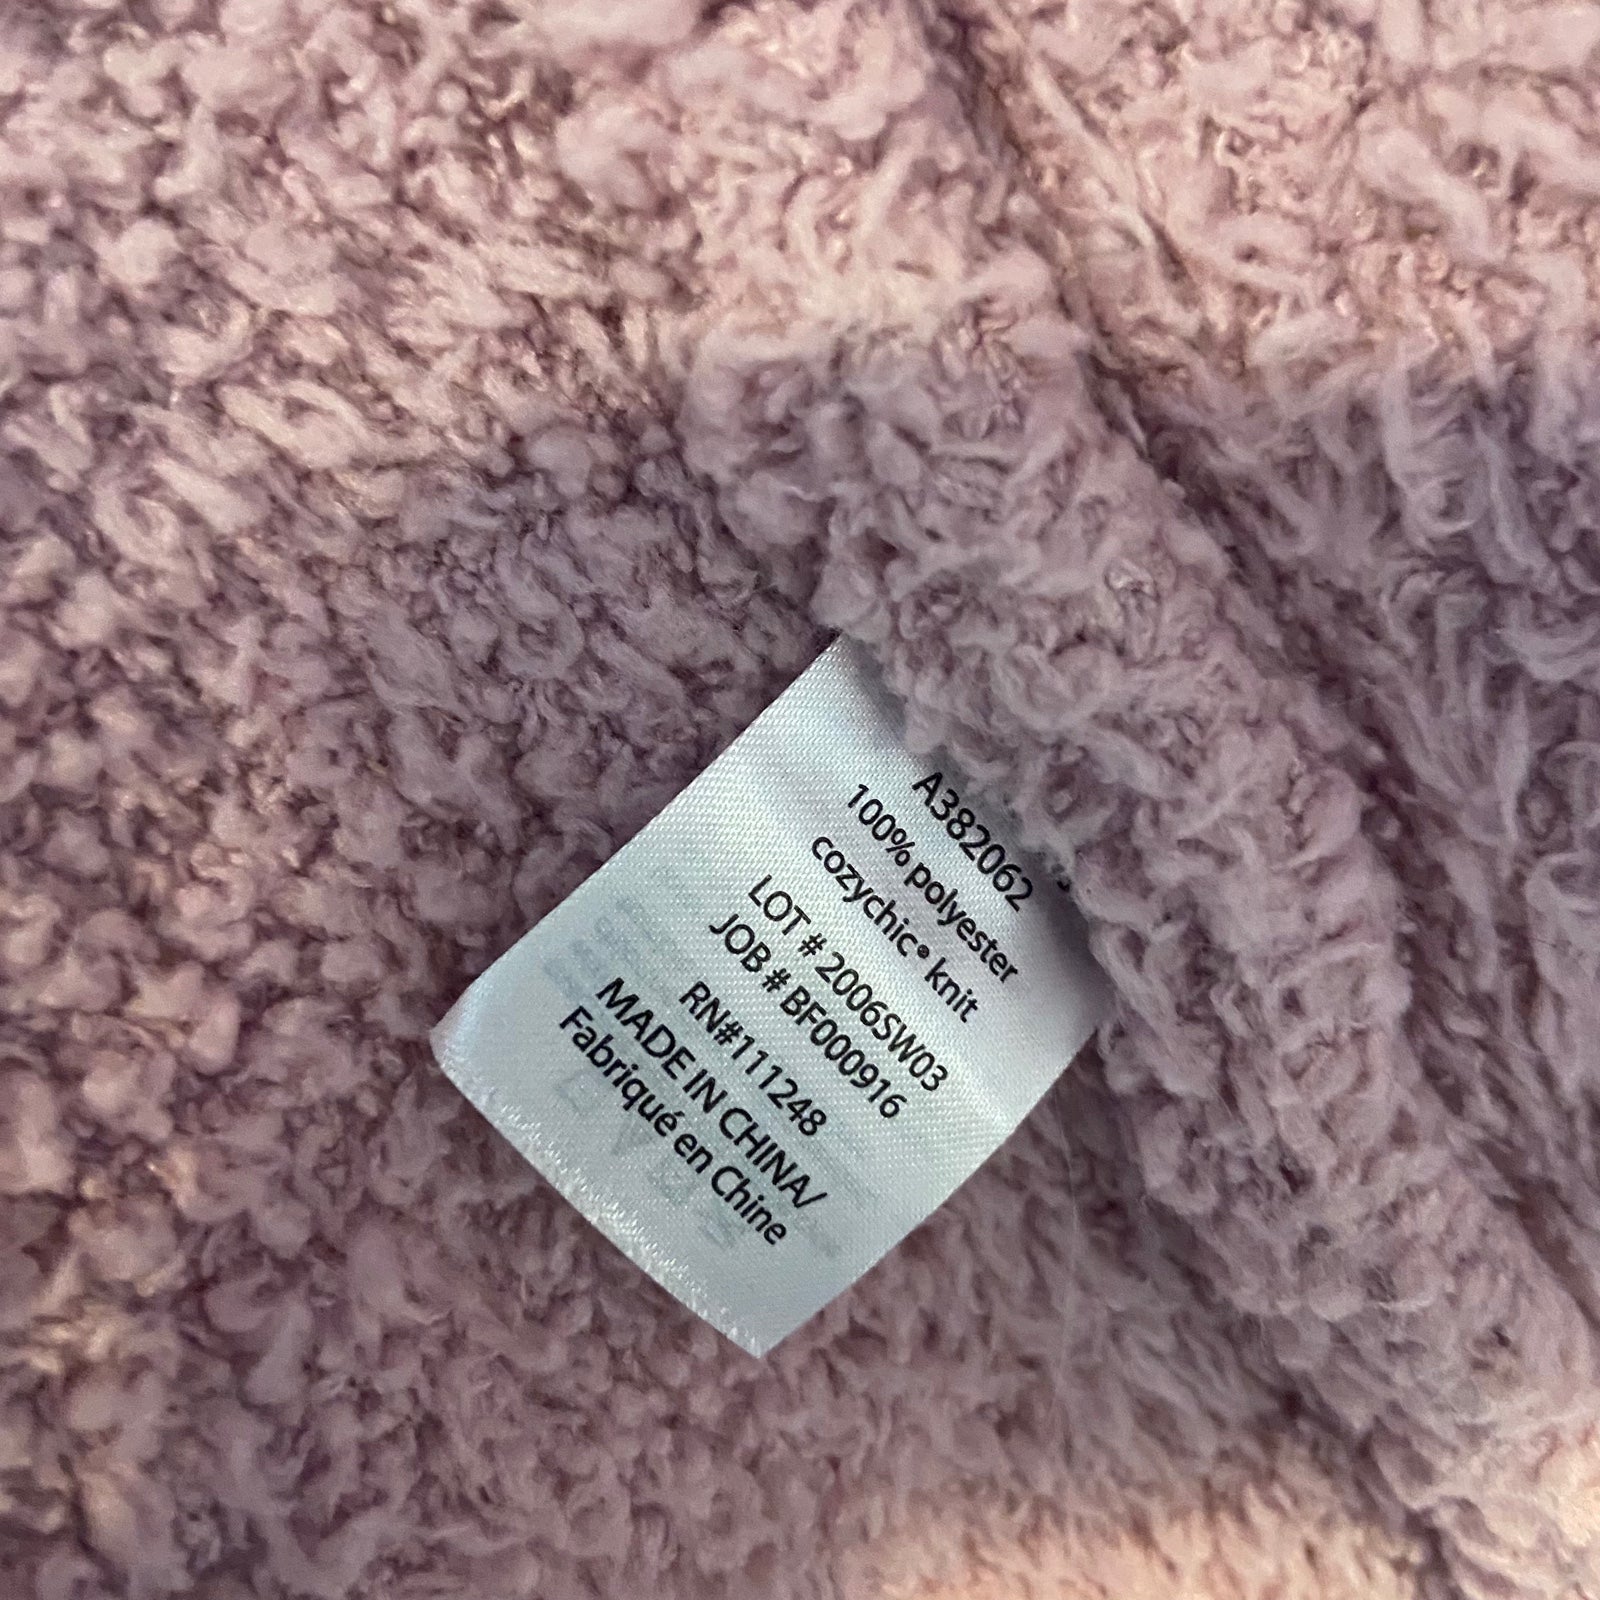 A382062
100% polyester
cozychic® knit
LOT # 2006SW03
JOB # BF000916
RN#111248
MADE IN CHINA/
Fabriqué en Chine